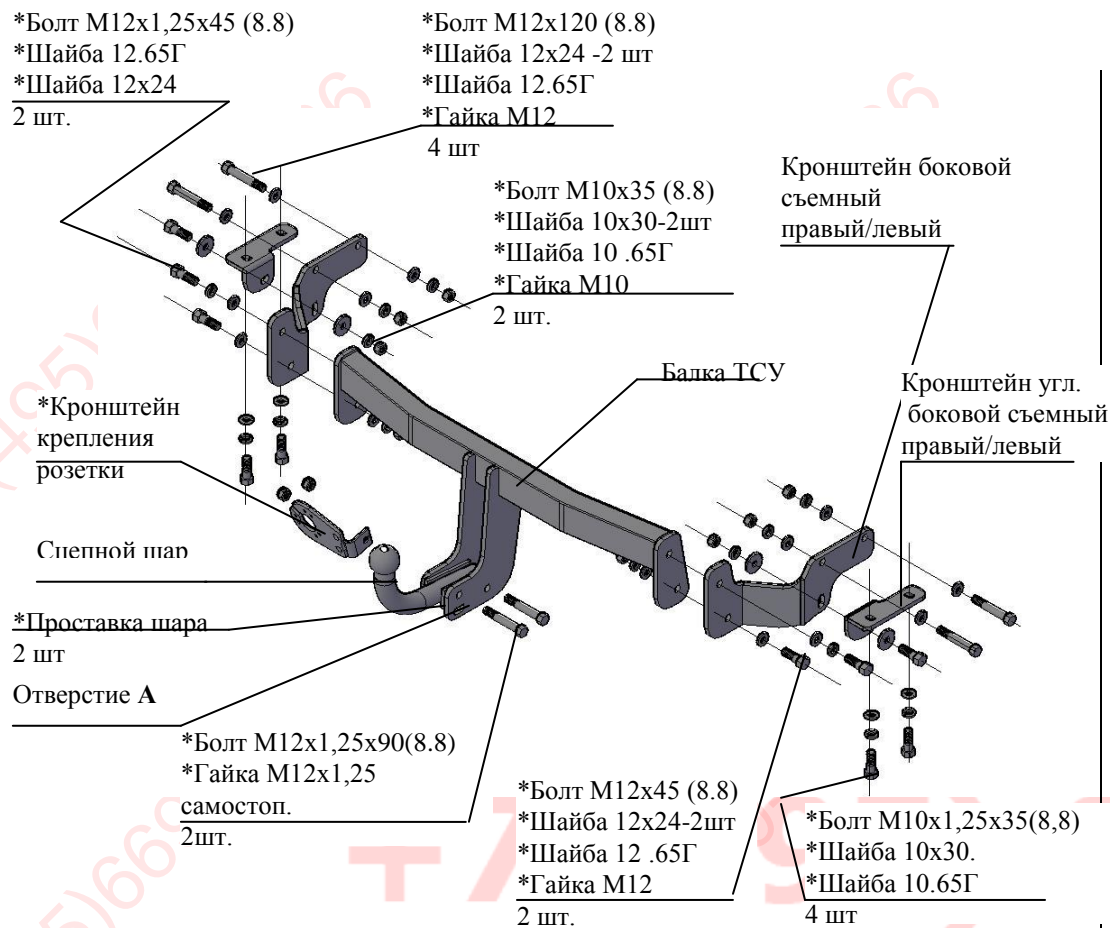 *Болт М12х1,25х45 (8.8)
*Шайба 12.65Г
*Шайба 12х24
2 шт.
*Болт М12х120 (8.8)
*Шайба 12х24 -2 шт
*Шайба 12.65Г
*Гайка М12
4 шт
*Болт М10х35 (8.8)
*Шайба 10х30-2шт
*Шайба 10 .65Г
*Гайка М10
2 шт.
Кронштейн боковой
съемный
правый/левый
Балка ТСУ
Кронштейн угл.
боковой съемный
правый/левый
*Кронштейн
крепления
розетки
Сцепной шар
*Проставка шара
2 шт
Отверстие А
*Болт М12х1,25х90(8.8)
*Гайка М12х1,25
самостоп.
2шт.
*Болт М12х45 (8.8)
*Шайба 12х24-2шт
*Шайба 12 .65Г
*Гайка М12
2 шт.
*Болт М10х1,25х35(8,8)
*Шайба 10х30.
*Шайба 10.65Г
4 шт